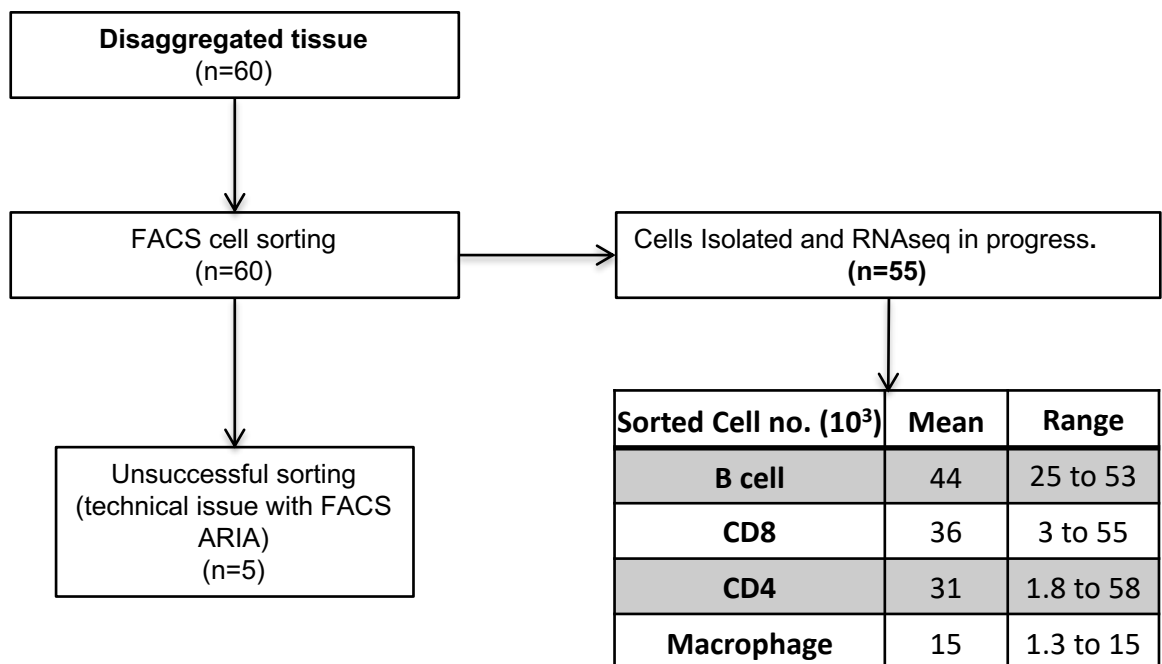 Disaggregated tissue
(n=60)
FACS cell sorting
(n=60)
Cells Isolated and RNAseq in progress.
(n=55)
Unsuccessful sorting
(technical issue with FACS
ARIA)
(n=5)
Sorted Cell no. (10³) Mean Range
B cell 44 25 to 53
CD8 36 3 to 55
CD4 31 1.8 to 58
Macrophage 15 1.3 to 15